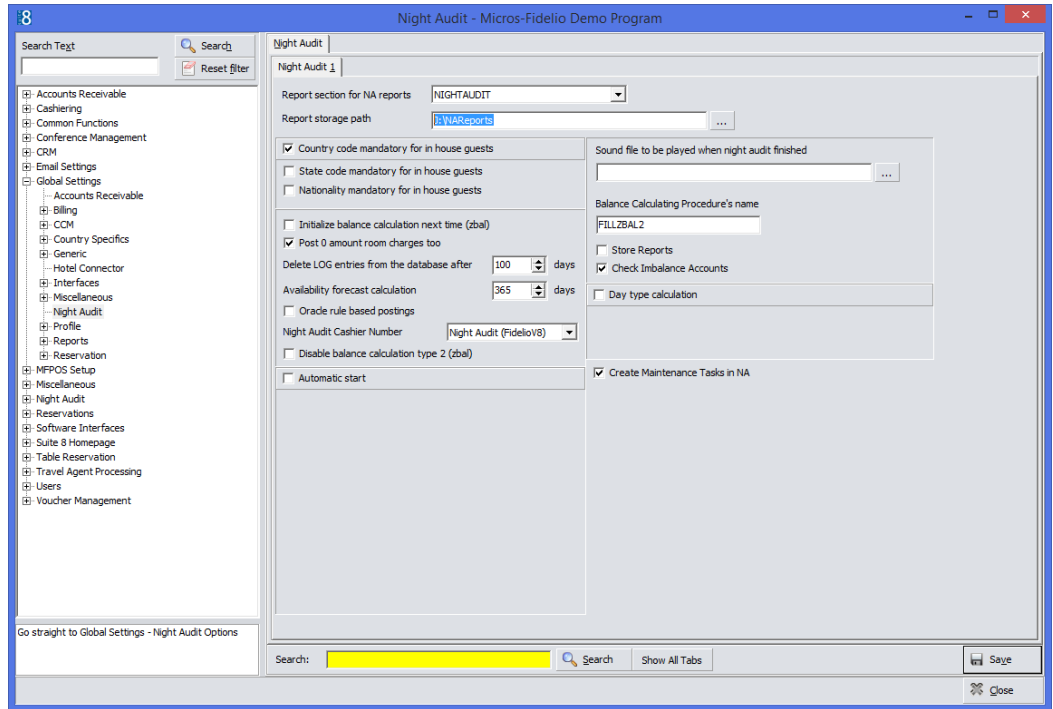 8
Night Audit - Micros-Fidelio Demo Program
Search Text
Search
Reset filter
Accounts Receivable
Cashiering
Common Functions
Conference Management
CRM
Email Settings
Global Settings
Accounts Receivable
Billing
CCM
Country Specifics
Generic
Hotel Connector
Interfaces
Miscellaneous
Night Audit
Profile
Reports
Reservation
MFPOS Setup
Miscellaneous
Night Audit
Reservations
Software Interfaces
Suite 8 Homepage
Table Reservation
Travel Agent Processing
Users
Voucher Management
Go straight to Global Settings - Night Audit Options
Night Audit
Night Audit 1
Report section for NA reports NIGHTAUDIT
Report storage path :\NAReports ...
Country code mandatory for in house guests
State code mandatory for in house guests
Nationality mandatory for in house guests
Initialize balance calculation next time (zbal)
Post 0 amount room charges too
Delete LOG entries from the database after 100 days
Availability forecast calculation 365 days
Oracle rule based postings
Night Audit Cashier Number Night Audit (FidelioV8)
Disable balance calculation type 2 (zbal)
Automatic start
Sound file to be played when night audit finished
...
Balance Calculating Procedure's name
FILLZBAL2
Store Reports
Check Imbalance Accounts
Day type calculation
Create Maintenance Tasks in NA
Search: Search Show All Tabs Save
Close